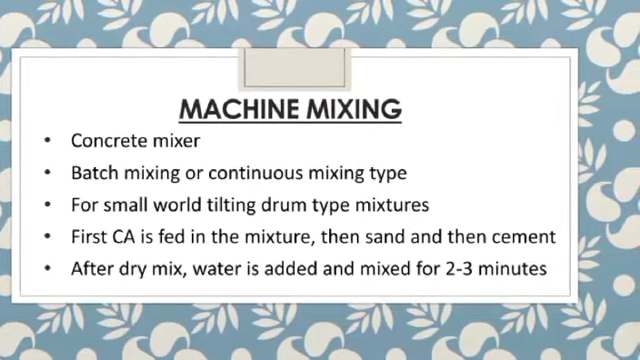 MACHINE MIXING
• Concrete mixer
• Batch mixing or continuous mixing type
• For small world tilting drum type mixtures
• First CA is fed in the mixture, then sand and then cement
• After dry mix, water is added and mixed for 2-3 minutes